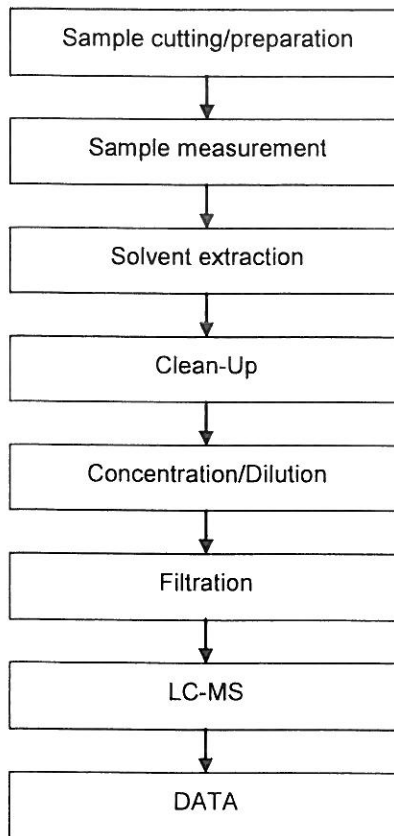 Sample cutting/preparation
Sample measurement
Solvent extraction
Clean-Up
Concentration/Dilution
Filtration
LC-MS
DATA